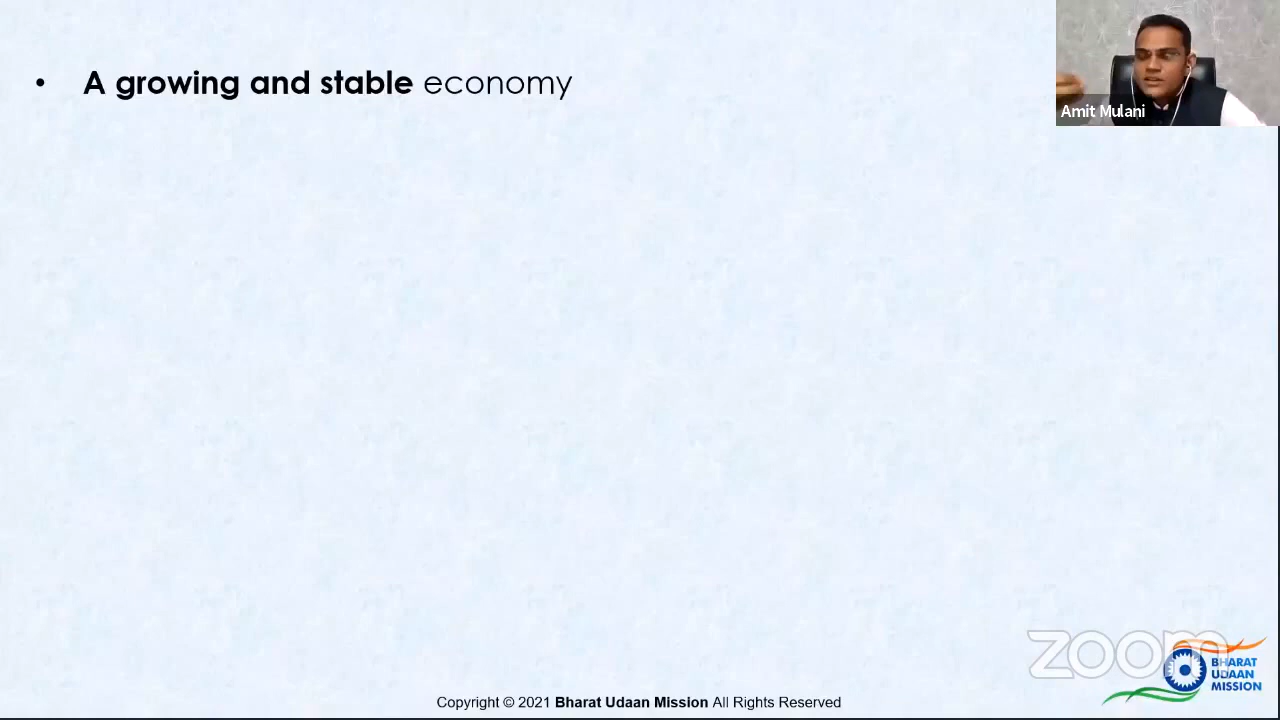 • A growing and stable economy
Amit Mulani
zoom
BHARAT
UDAAN
MISSION
Copyright © 2021 Bharat Udaan Mission All Rights Reserved